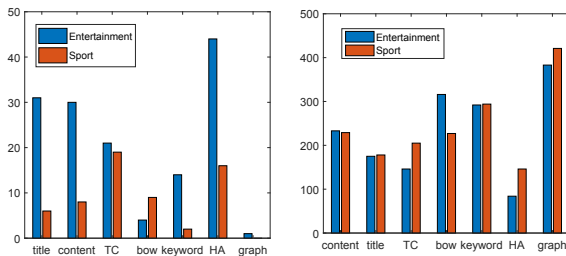 50
40
30
20
10
0
Entertainment
Sport
title content TC bow keyword HA graph
500
400
300
200
100
0
Entertainment
Sport
content title TC bow keyword HA graph